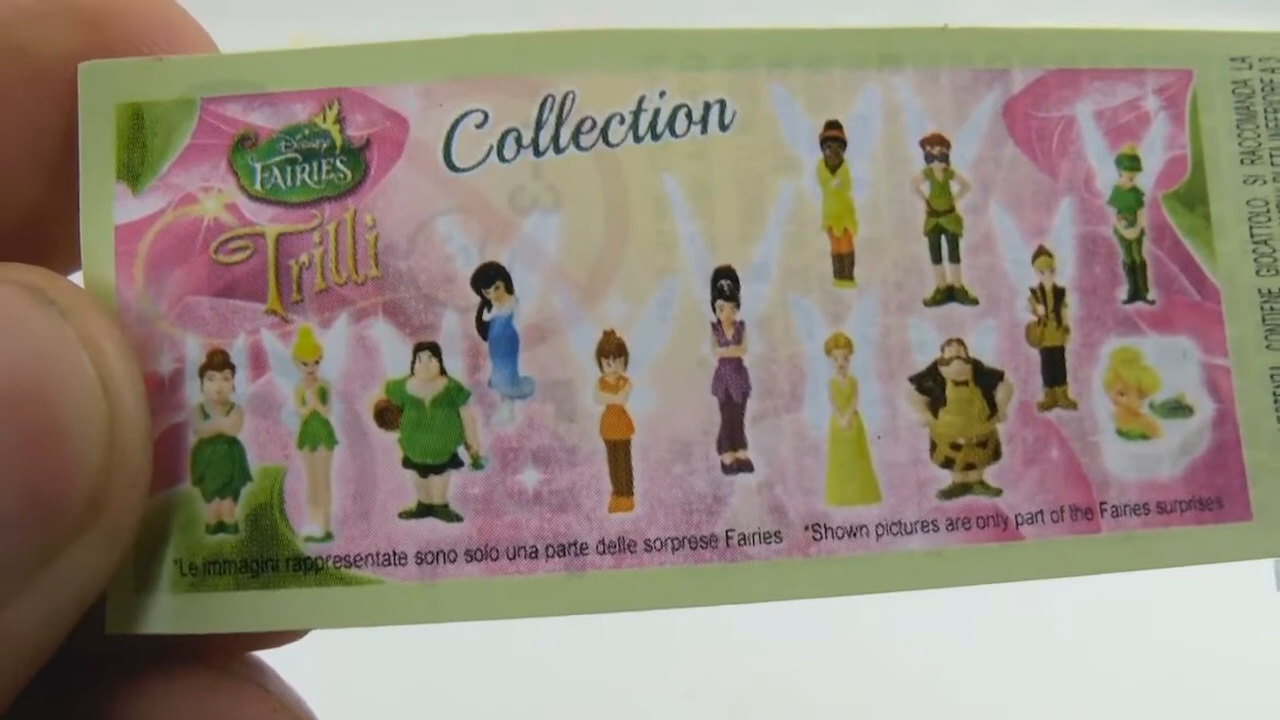 Collection
Disney
FAIRIES
Trilli
*Le immagini rappresentate sono solo una parte delle sorprese Fairies *Shown pictures are only part of the Fairies surprises
CONTIENE GIOCATTOLO. SI RACCOMANDA LA